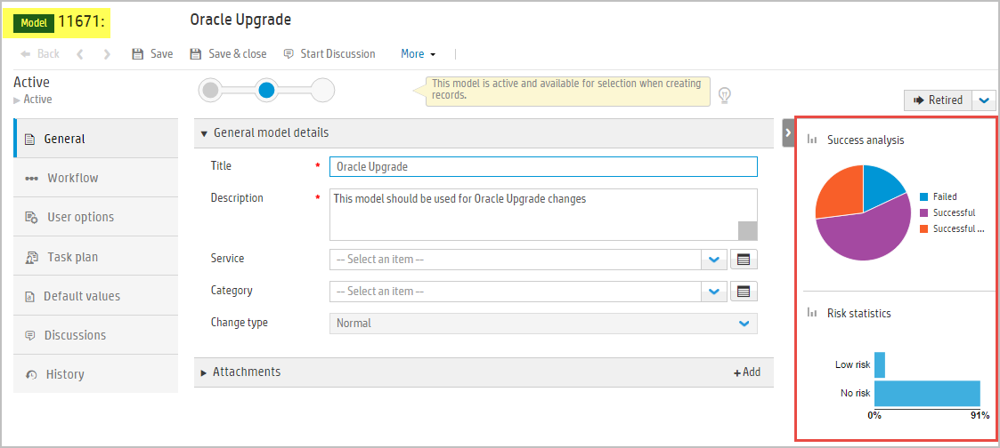 Model 11671: Oracle Upgrade
Back Save Save & close Start Discussion More
Active
Active
This model is active and available for selection when creating
records.
Retired
General
Workflow
User options
Task plan
Default values
Discussions
History
General model details
Title * Oracle Upgrade
Description * This model should be used for Oracle Upgrade changes
Service -- Select an item --
Category -- Select an item --
Change type Normal
Attachments +Add
Success analysis
Failed
Successful
Successful ...
Risk statistics
Low risk
No risk
0% 91%